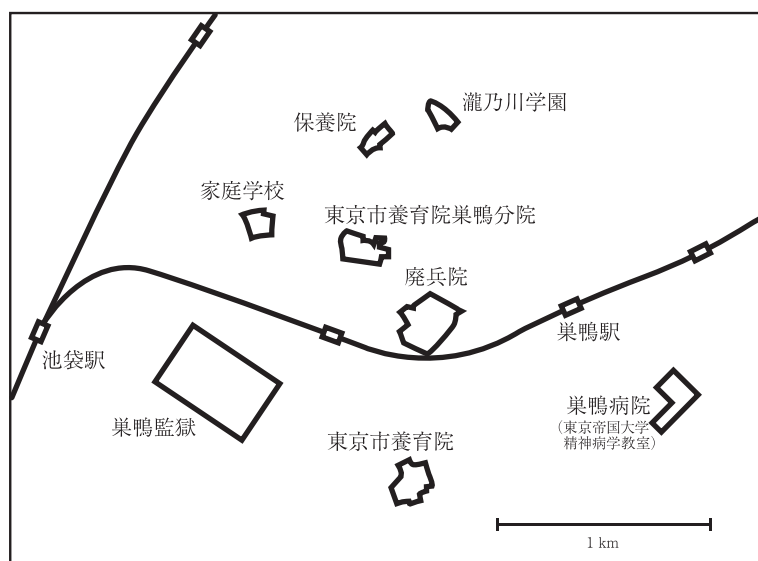 瀧乃川学園
保養院
家庭学校
東京市養育院巣鴨分院
廃兵院
巣鴨駅
池袋駅
巣鴨病院
(東京帝国大学
精神病学教室)
巣鴨監獄
東京市養育院
1 km